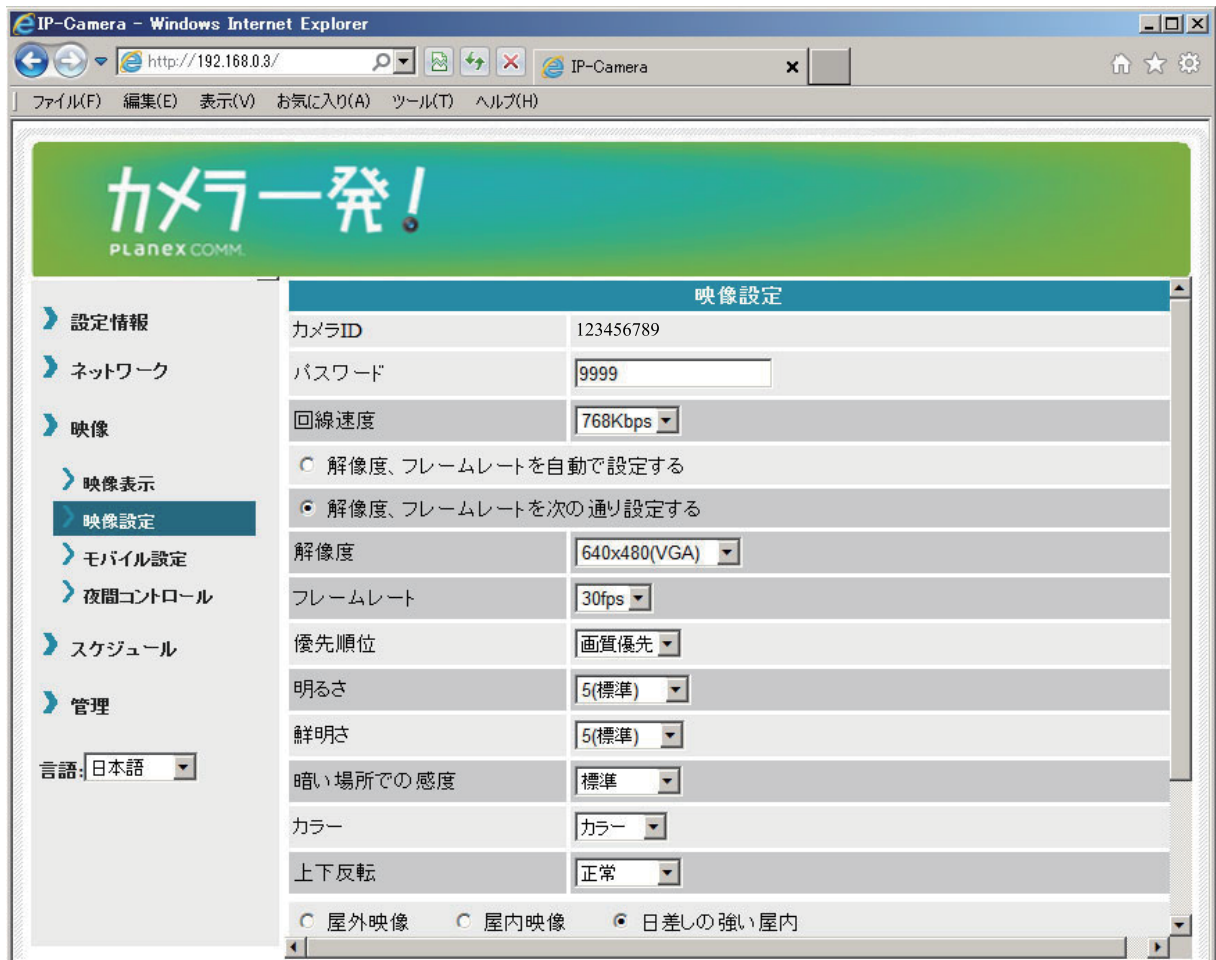 IP-Camera - Windows Internet Explorer
http://192.168.0.3/
IP-Camera
ファイル(F) 編集(E) 表示(V) お気に入り(A) ツール(T) ヘルプ(H)
カメラ一発!
PLANEX COMM.
設定情報
ネットワーク
映像
映像表示
映像設定
モバイル設定
夜間コントロール
スケジュール
管理
言語: 日本語
映像設定
カメラID 123456789
パスワード 9999
回線速度 768Kbps
解像度、フレームレートを自動で設定する
解像度、フレームレートを次の通り設定する
解像度 640x480(VGA)
フレームレート 30fps
優先順位 画質優先
明るさ 5(標準)
鮮明さ 5(標準)
暗い場所での感度 標準
カラー カラー
上下反転 正常
屋外映像 屋内映像 日差しの強い屋内